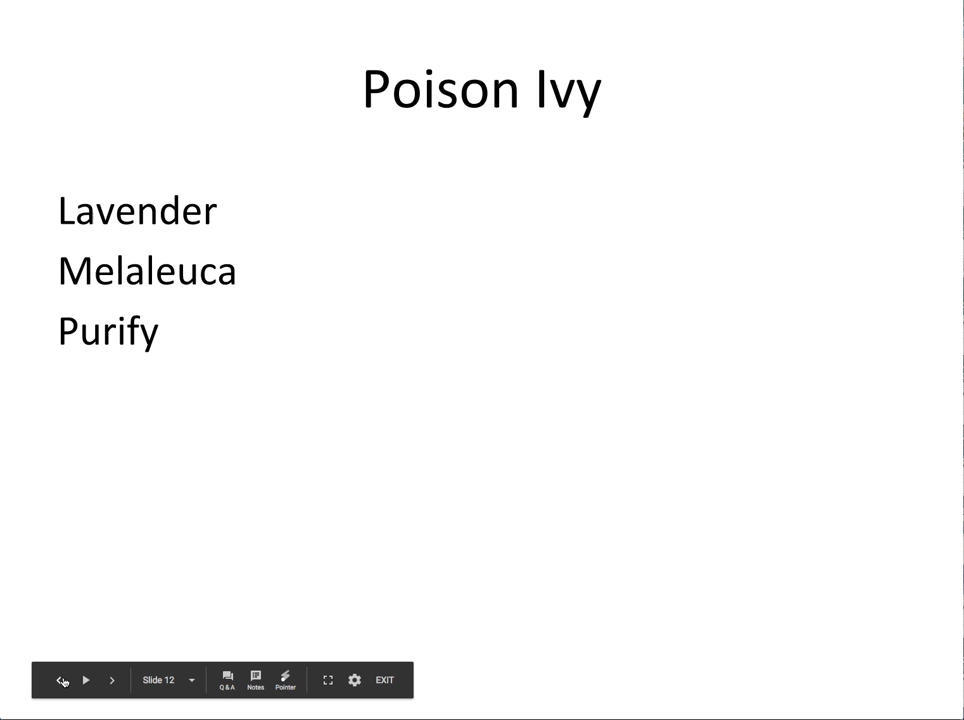 Poison Ivy
Lavender
Melaleuca
Purify
Slide 12
Q & A
Notes
Pointer
EXIT